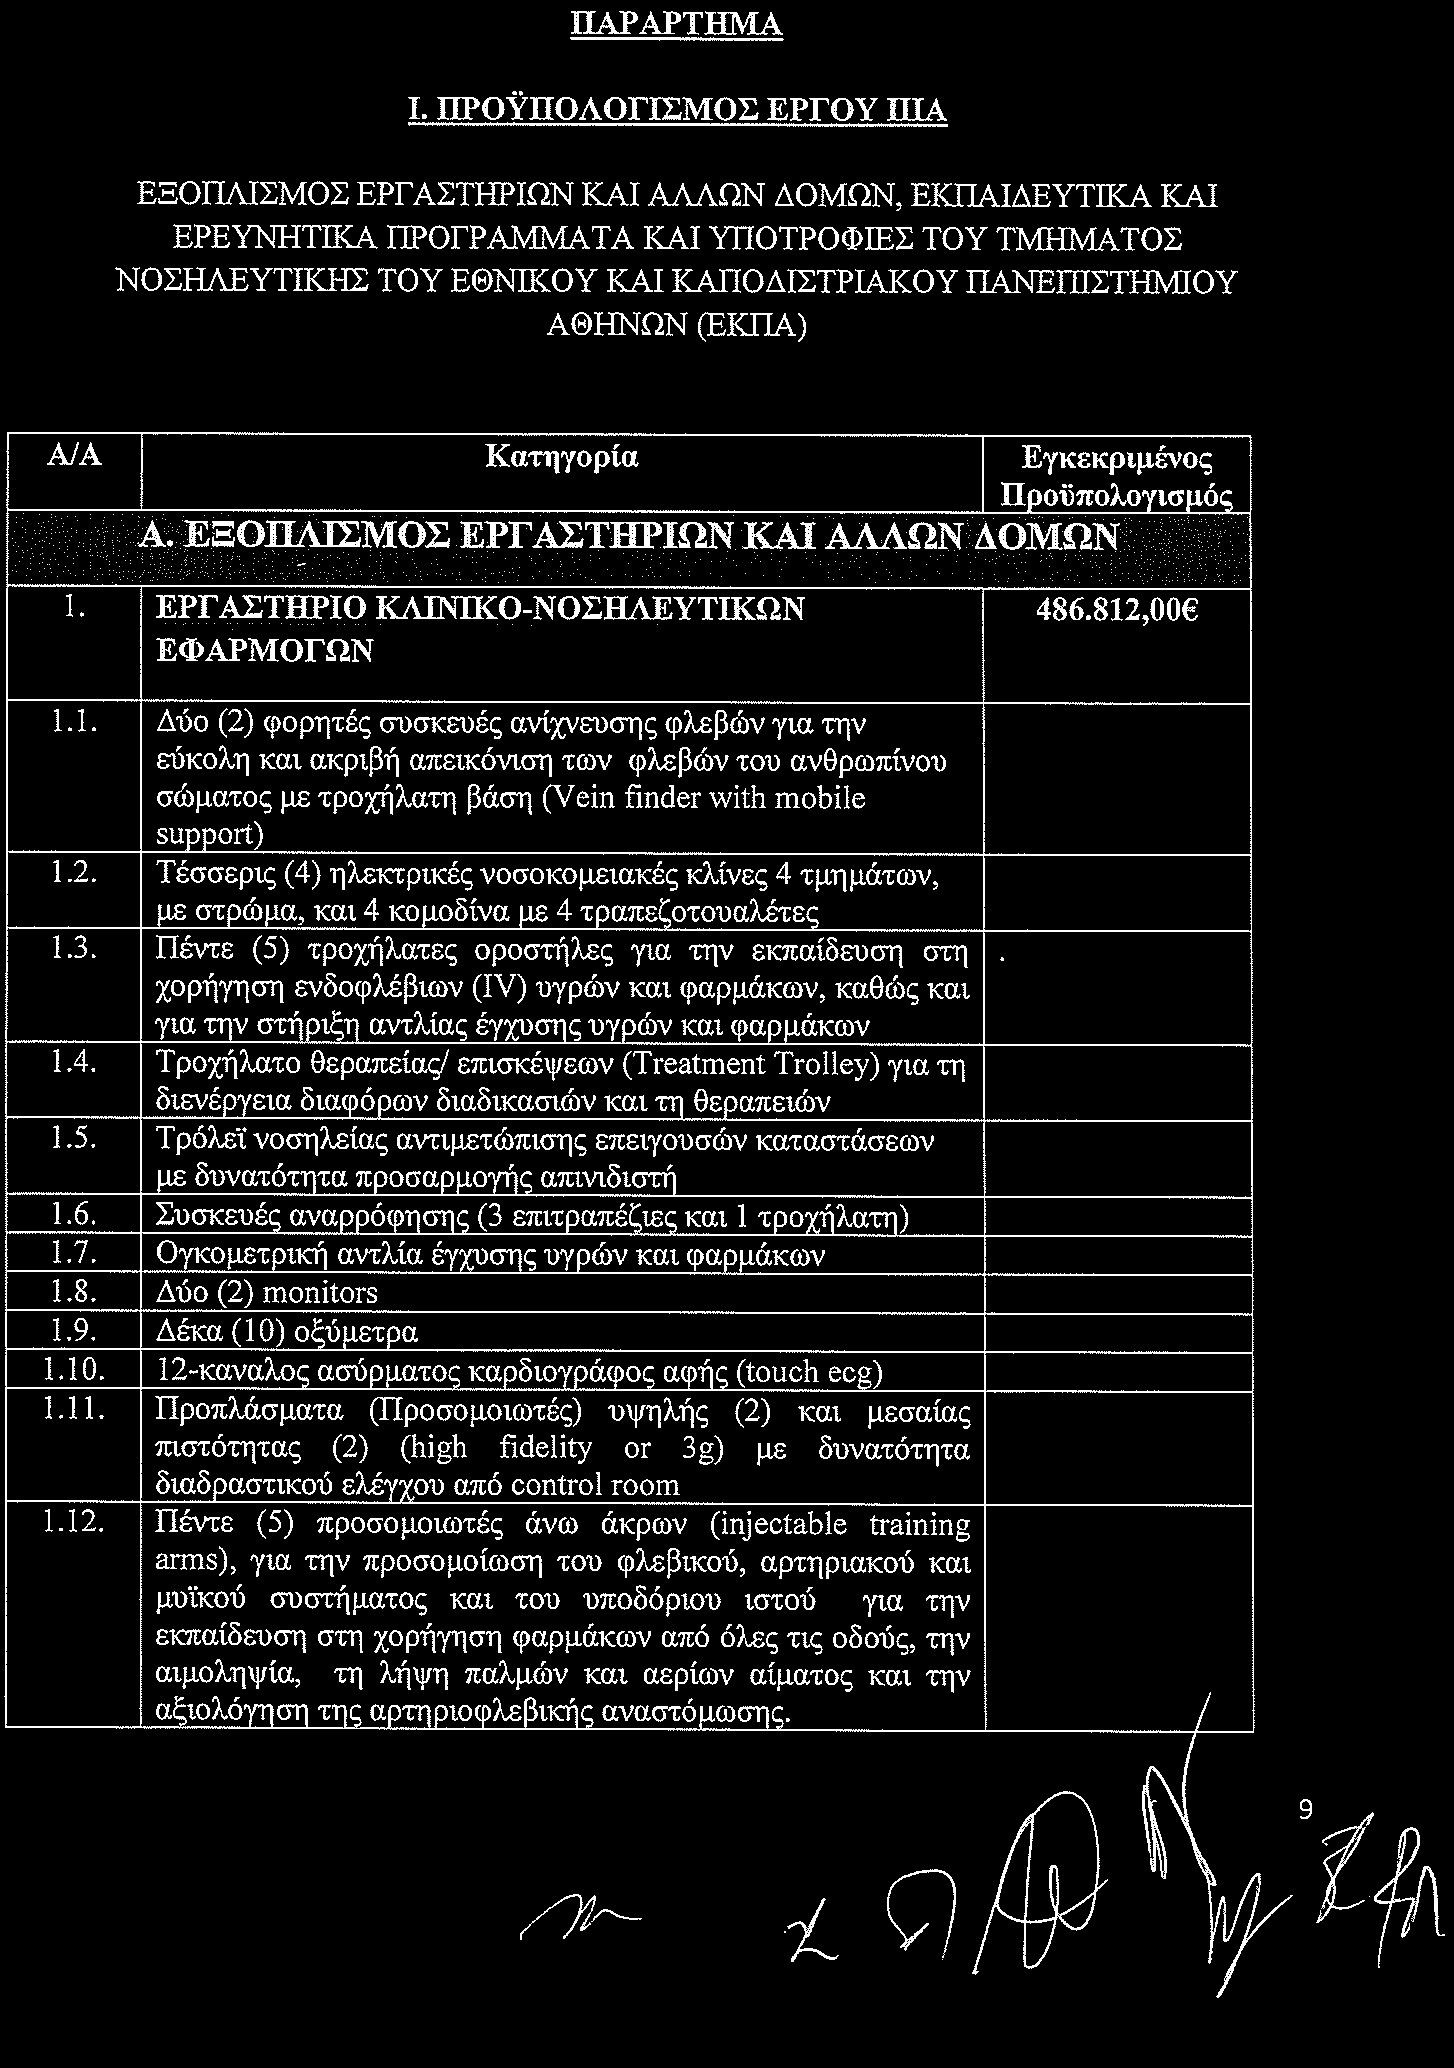 ΠΑΡΑΡΤΗΜΑ
Ι. ΠΡΟΫΠΟΛΟΓΙΣΜΟΣ ΕΡΓΟΥ ΠΙΑ
ΕΞΟΠΛΙΣΜΟΣ ΕΡΓΑΣΤΗΡΙΩΝ ΚΑΙ ΑΛΛΩΝ ΔΟΜΩΝ, ΕΚΠΑΙΔΕΥΤΙΚΑ ΚΑΙ
ΕΡΕΥΝΗΤΙΚΑ ΠΡΟΓΡΑΜΜΑΤΑ ΚΑΙ ΥΠΟΤΡΟΦΙΕΣ ΤΟΥ ΤΜΗΜΑΤΟΣ
ΝΟΣΗΛΕΥΤΙΚΗΣ ΤΟΥ ΕΘΝΙΚΟΥ ΚΑΙ ΚΑΠΟΔΙΣΤΡΙΑΚΟΥ ΠΑΝΕΠΙΣΤΗΜΙΟΥ
ΑΘΗΝΩΝ (ΕΚΠΑ)
Α/Α Κατηγορία Εγκεκριμένος
Προϋπολογισμός
Α. ΕΞΟΠΛΙΣΜΟΣ ΕΡΓΑΣΤΗΡΙΩΝ ΚΑΙ ΑΛΛΩΝ ΔΟΜΩΝ
1. ΕΡΓΑΣΤΗΡΙΟ ΚΛΙΝΙΚΟ-ΝΟΣΗΛΕΥΤΙΚΩΝ 486.812,00€
ΕΦΑΡΜΟΓΩΝ
1.1. Δύο (2) φορητές συσκευές ανίχνευσης φλεβών για την
εύκολη και ακριβή απεικόνιση των φλεβών του ανθρωπίνου
σώματος με τροχήλατη βάση (Vein finder with mobile
support)
1.2. Τέσσερις (4) ηλεκτρικές νοσοκομειακές κλίνες 4 τμημάτων,
με στρώμα, και 4 κομοδίνα με 4 τραπεζοτουαλέτες
1.3. Πέντε (5) τροχήλατες οροστήλες για την εκπαίδευση στη
χορήγηση ενδοφλέβιων (IV) υγρών και φαρμάκων, καθώς και
για την στήριξη αντλίας έγχυσης υγρών και φαρμάκων
1.4. Τροχήλατο θεραπείας/ επισκέψεων (Treatment Trolley) για τη
διενέργεια διαφόρων διαδικασιών και τη θεραπειών
1.5. Τρόλεϊ νοσηλείας αντιμετώπισης επειγουσών καταστάσεων
με δυνατότητα προσαρμογής απινιδιστή
1.6. Συσκευές αναρρόφησης (3 επιτραπέζιες και 1 τροχήλατη)
1.7. Ογκομετρική αντλία έγχυσης υγρών και φαρμάκων
1.8. Δύο (2) monitors
1.9. Δέκα (10) οξύμετρα
1.10. 12-καναλος ασύρματος καρδιογράφος αφής (touch ecg)
1.11. Προπλάσματα (Προσομοιωτές) υψηλής (2) και μεσαίας
πιστότητας (2) (high fidelity or 3g) με δυνατότητα
διαδραστικού ελέγχου από control room
1.12. Πέντε (5) προσομοιωτές άνω άκρων (injectable training
arms), για την προσομοίωση του φλεβικού, αρτηριακού και
μυϊκού συστήματος και του υποδόριου ιστού για την
εκπαίδευση στη χορήγηση φαρμάκων από όλες τις οδούς, την
αιμοληψία, τη λήψη παλμών και αερίων αίματος και την
αξιολόγηση της αρτηριοφλεβικής αναστόμωσης.
9